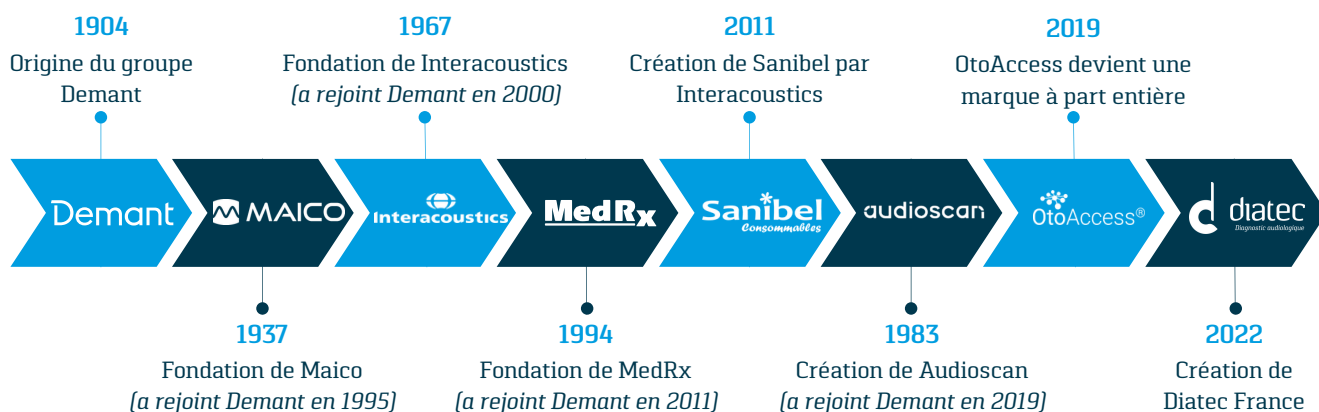 1904
Origine du groupe
Demant
1967
Fondation de Interacoustics
(a rejoint Demant en 2000)
2011
Création de Sanibel par
Interacoustics
2019
OtoAccess devient une
marque à part entière
Demant
MAICO
Interacoustics
MedRx
Sanibel
Consommables
audioscan
OtoAccess®
diatec
Diagnostic audiologique
1937
Fondation de Maico
(a rejoint Demant en 1995)
1994
Fondation de MedRx
(a rejoint Demant en 2011)
1983
Création de Audioscan
(a rejoint Demant en 2019)
2022
Création de
Diatec France